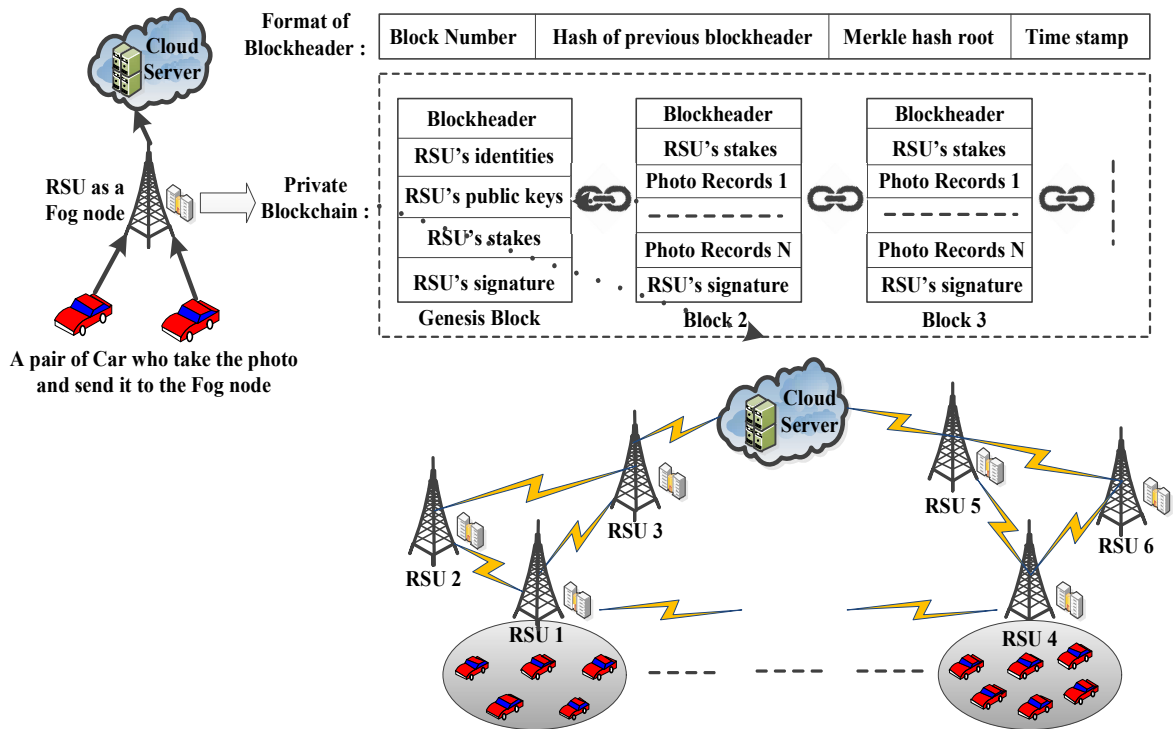 Format of
Blockheader :
Block Number
Hash of previous blockheader
Merkle hash root
Time stamp
Cloud
Server
RSU as a
Fog node
Private
Blockchain :
A pair of Car who take the photo
and send it to the Fog node
Blockheader
RSU's identities
RSU's public keys
RSU's stakes
RSU's signature
Genesis Block
Blockheader
RSU's stakes
Photo Records 1
Photo Records N
RSU's signature
Block 2
Blockheader
RSU's stakes
Photo Records 1
Photo Records N
RSU's signature
Block 3
Cloud
Server
RSU 3
RSU 5
RSU 2
RSU 6
RSU 1
RSU 4